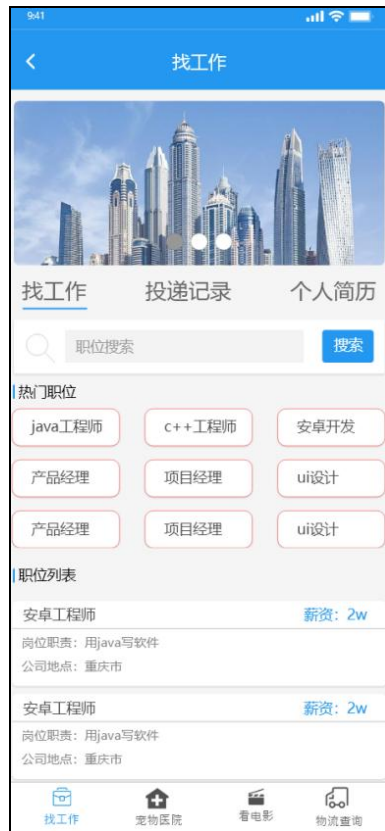 9:41
找工作
找工作 投递记录 个人简历
职位搜索 搜索
热门职位
java工程师 c++工程师 安卓开发
产品经理 项目经理 ui设计
产品经理 项目经理 ui设计
职位列表
安卓工程师 薪资：2w
岗位职责：用java写软件
公司地点：重庆市
安卓工程师 薪资：2w
岗位职责：用java写软件
公司地点：重庆市
找工作 宠物医院 看电影 物流查询